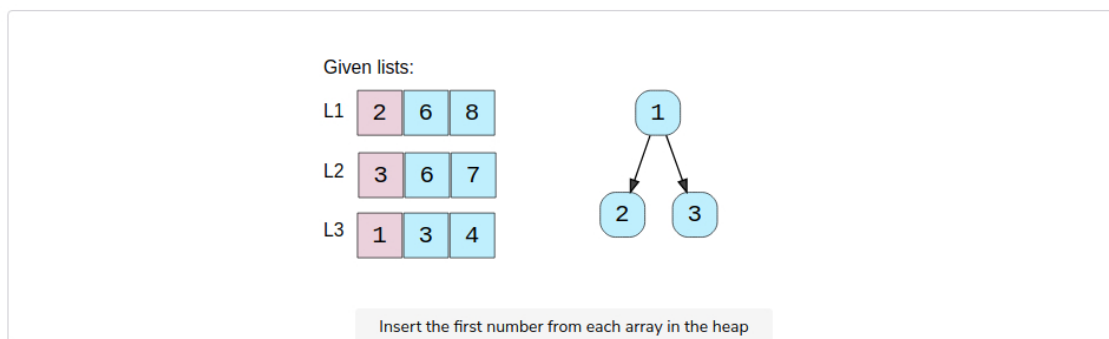 Given lists:
L1 2 6 8
L2 3 6 7
L3 1 3 4
1
2 3
Insert the first number from each array in the heap